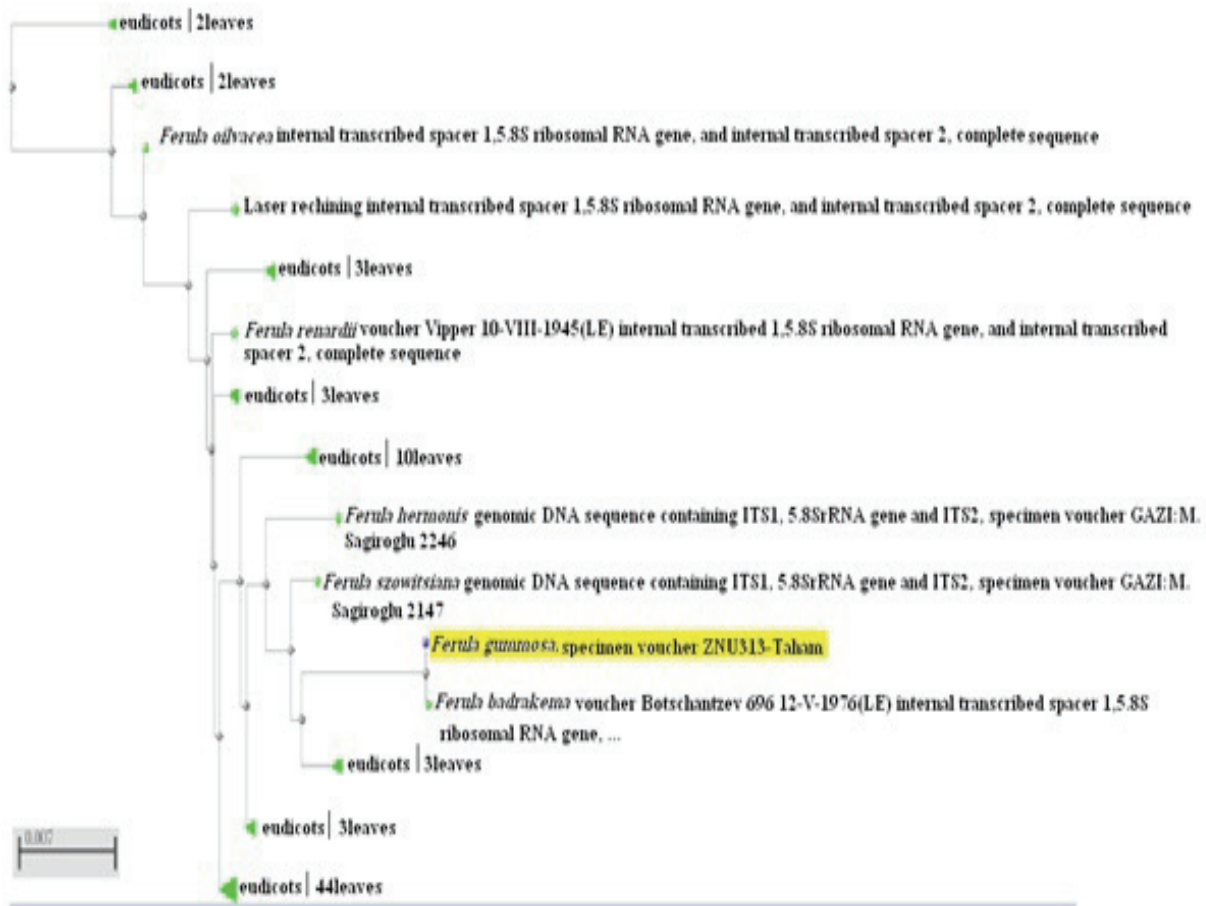 eudicots | 2leaves
eudicots | 2leaves
Ferula oilvacea internal transcribed spacer 1,5.8S ribosomal RNA gene, and internal transcribed spacer 2, complete sequence
Laser rechining internal transcribed spacer 1,5.8S ribosomal RNA gene, and internal transcribed spacer 2, complete sequence
eudicots | 3leaves
Ferula renardii voucher Vipper 10-VIII-1945(LE) internal transcribed 1,5.8S ribosomal RNA gene, and internal transcribed
spacer 2, complete sequence
eudicots | 3leaves
eudicots | 10leaves
Ferula hermonis genomic DNA sequence containing ITS1, 5.8SrRNA gene and ITS2, specimen voucher GAZI:M.
Sagiroglu 2246
Ferula szowitsiana genomic DNA sequence containing ITS1, 5.8SrRNA gene and ITS2, specimen voucher GAZI:M.
Sagiroglu 2147
Ferula gummosa, specimen voucher ZNU313-Taham
Ferula badrakema voucher Botschantzev 696 12-V-1976(LE) internal transcribed spacer 1,5.8S
ribosomal RNA gene, ...
eudicots | 3leaves
eudicots | 3leaves
0.007
eudicots | 44leaves